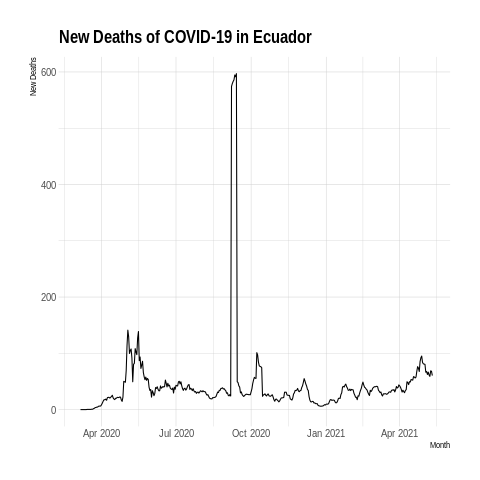 New Deaths of COVID-19 in Ecuador
New Deaths
600
400
200
0
Apr 2020 Jul 2020 Oct 2020 Jan 2021 Apr 2021
Month